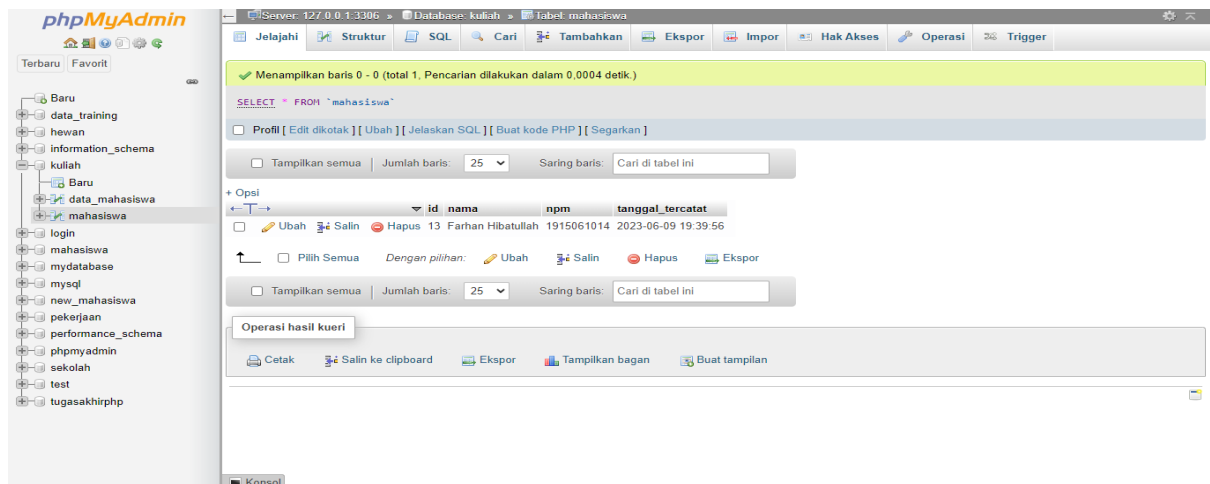 phpMyAdmin
Terbaru Favorit
Baru
data_training
hewan
information_schema
kuliah
Baru
data_mahasiswa
mahasiswa
login
mahasiswa
mydatabase
mysql
new_mahasiswa
pekerjaan
performance_schema
phpmyadmin
sekolah
test
tugasakhirphp
Server: 127.0.0.1:3306 » Database: kuliah » Tabel: mahasiswa
Jelajahi Struktur SQL Cari Tambahkan Ekspor Impor Hak Akses Operasi Trigger
Menampilkan baris 0 - 0 (total 1, Pencarian dilakukan dalam 0,0004 detik.)
SELECT * FROM `mahasiswa`
Profil [ Edit dikotak ] [ Ubah ] [ Jelaskan SQL ] [ Buat kode PHP ] [ Segarkan ]
Tampilkan semua | Jumlah baris: 25 Saring baris: Cari di tabel ini
+ Opsi
←T→ id nama npm tanggal_tercatat
Ubah Salin Hapus 13 Farhan Hibatullah 1915061014 2023-06-09 19:39:56
Pilih Semua Dengan pilihan: Ubah Salin Hapus Ekspor
Tampilkan semua | Jumlah baris: 25 Saring baris: Cari di tabel ini
Operasi hasil kueri
Cetak Salin ke clipboard Ekspor Tampilkan bagan Buat tampilan
Konsol